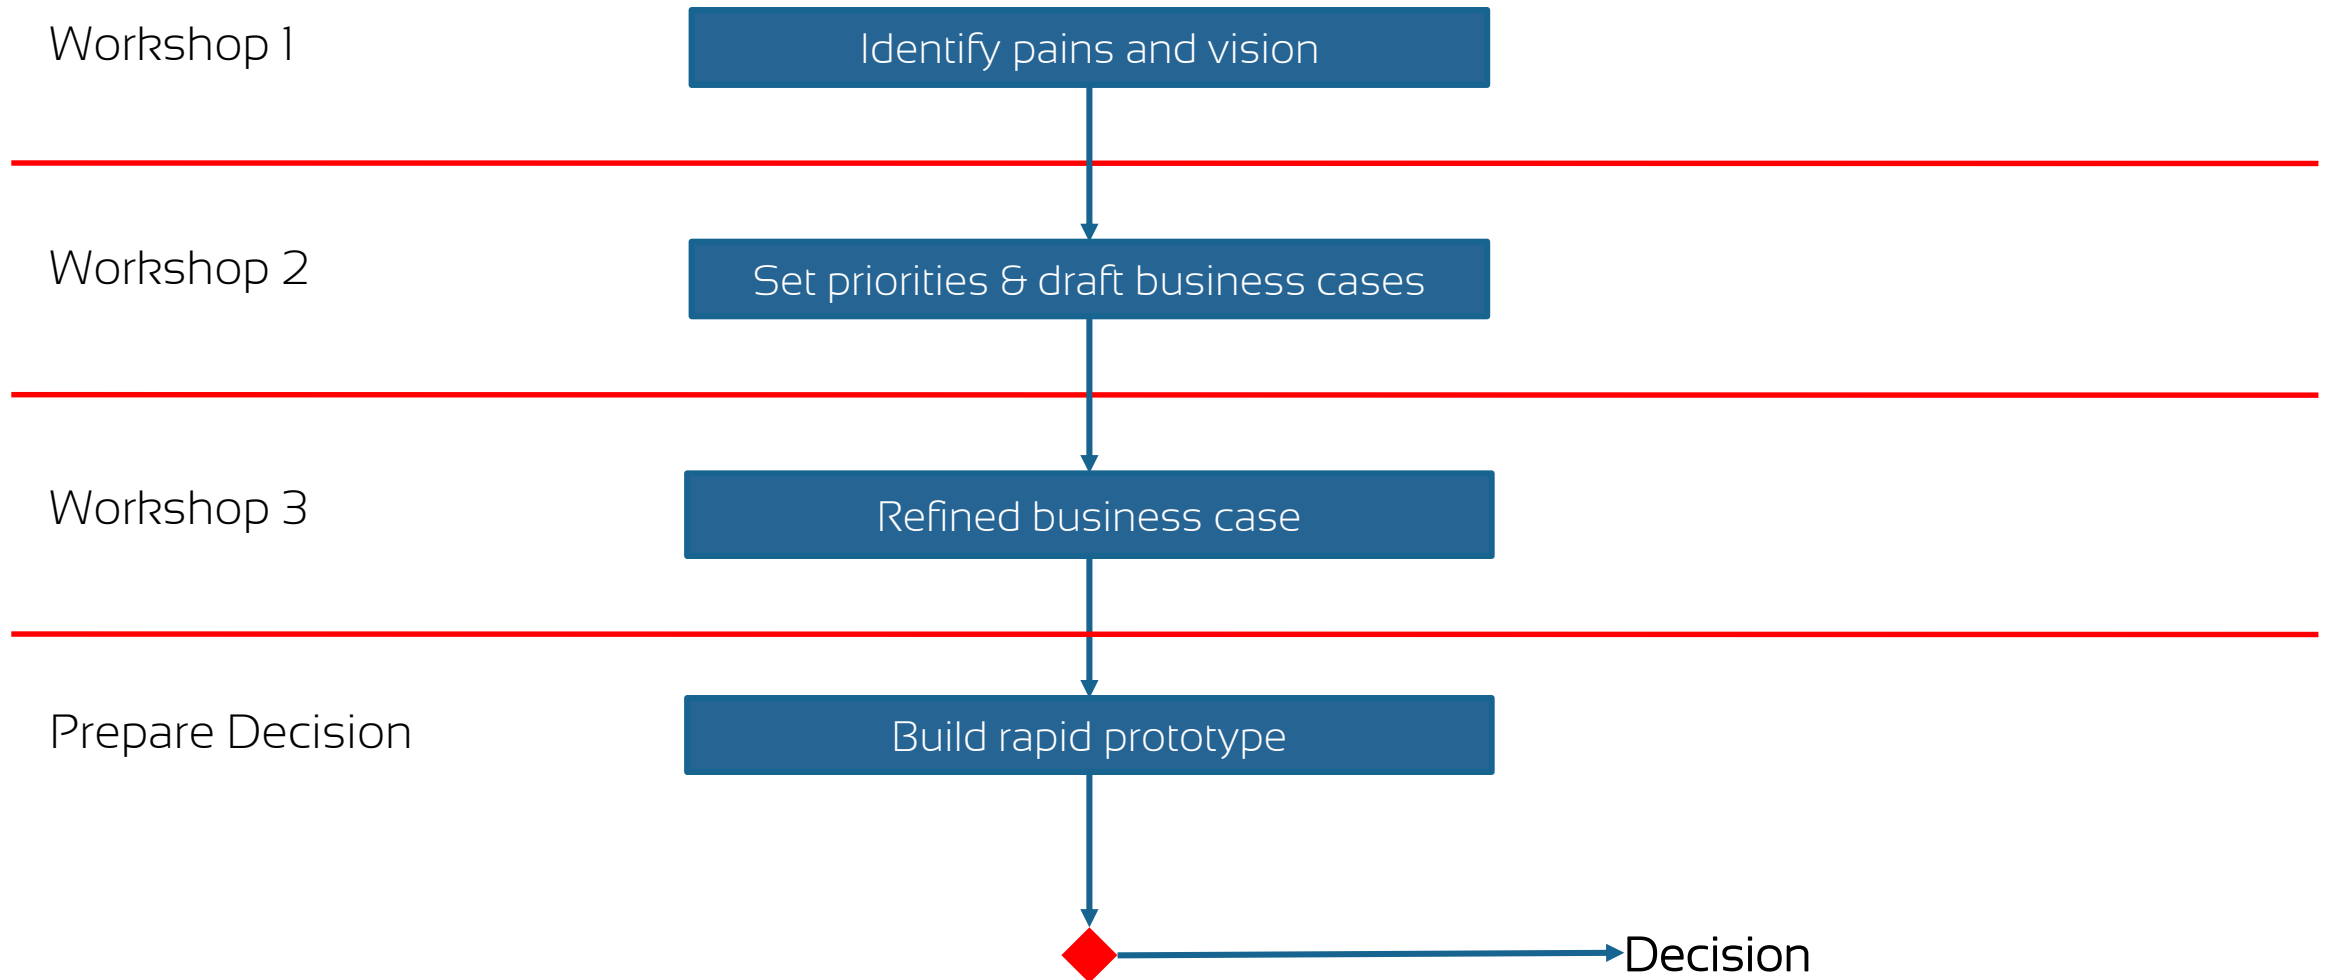 Workshop 1
Identify pains and vision
Workshop 2
Set priorities & draft business cases
Workshop 3
Refined business case
Prepare Decision
Build rapid prototype
Decision